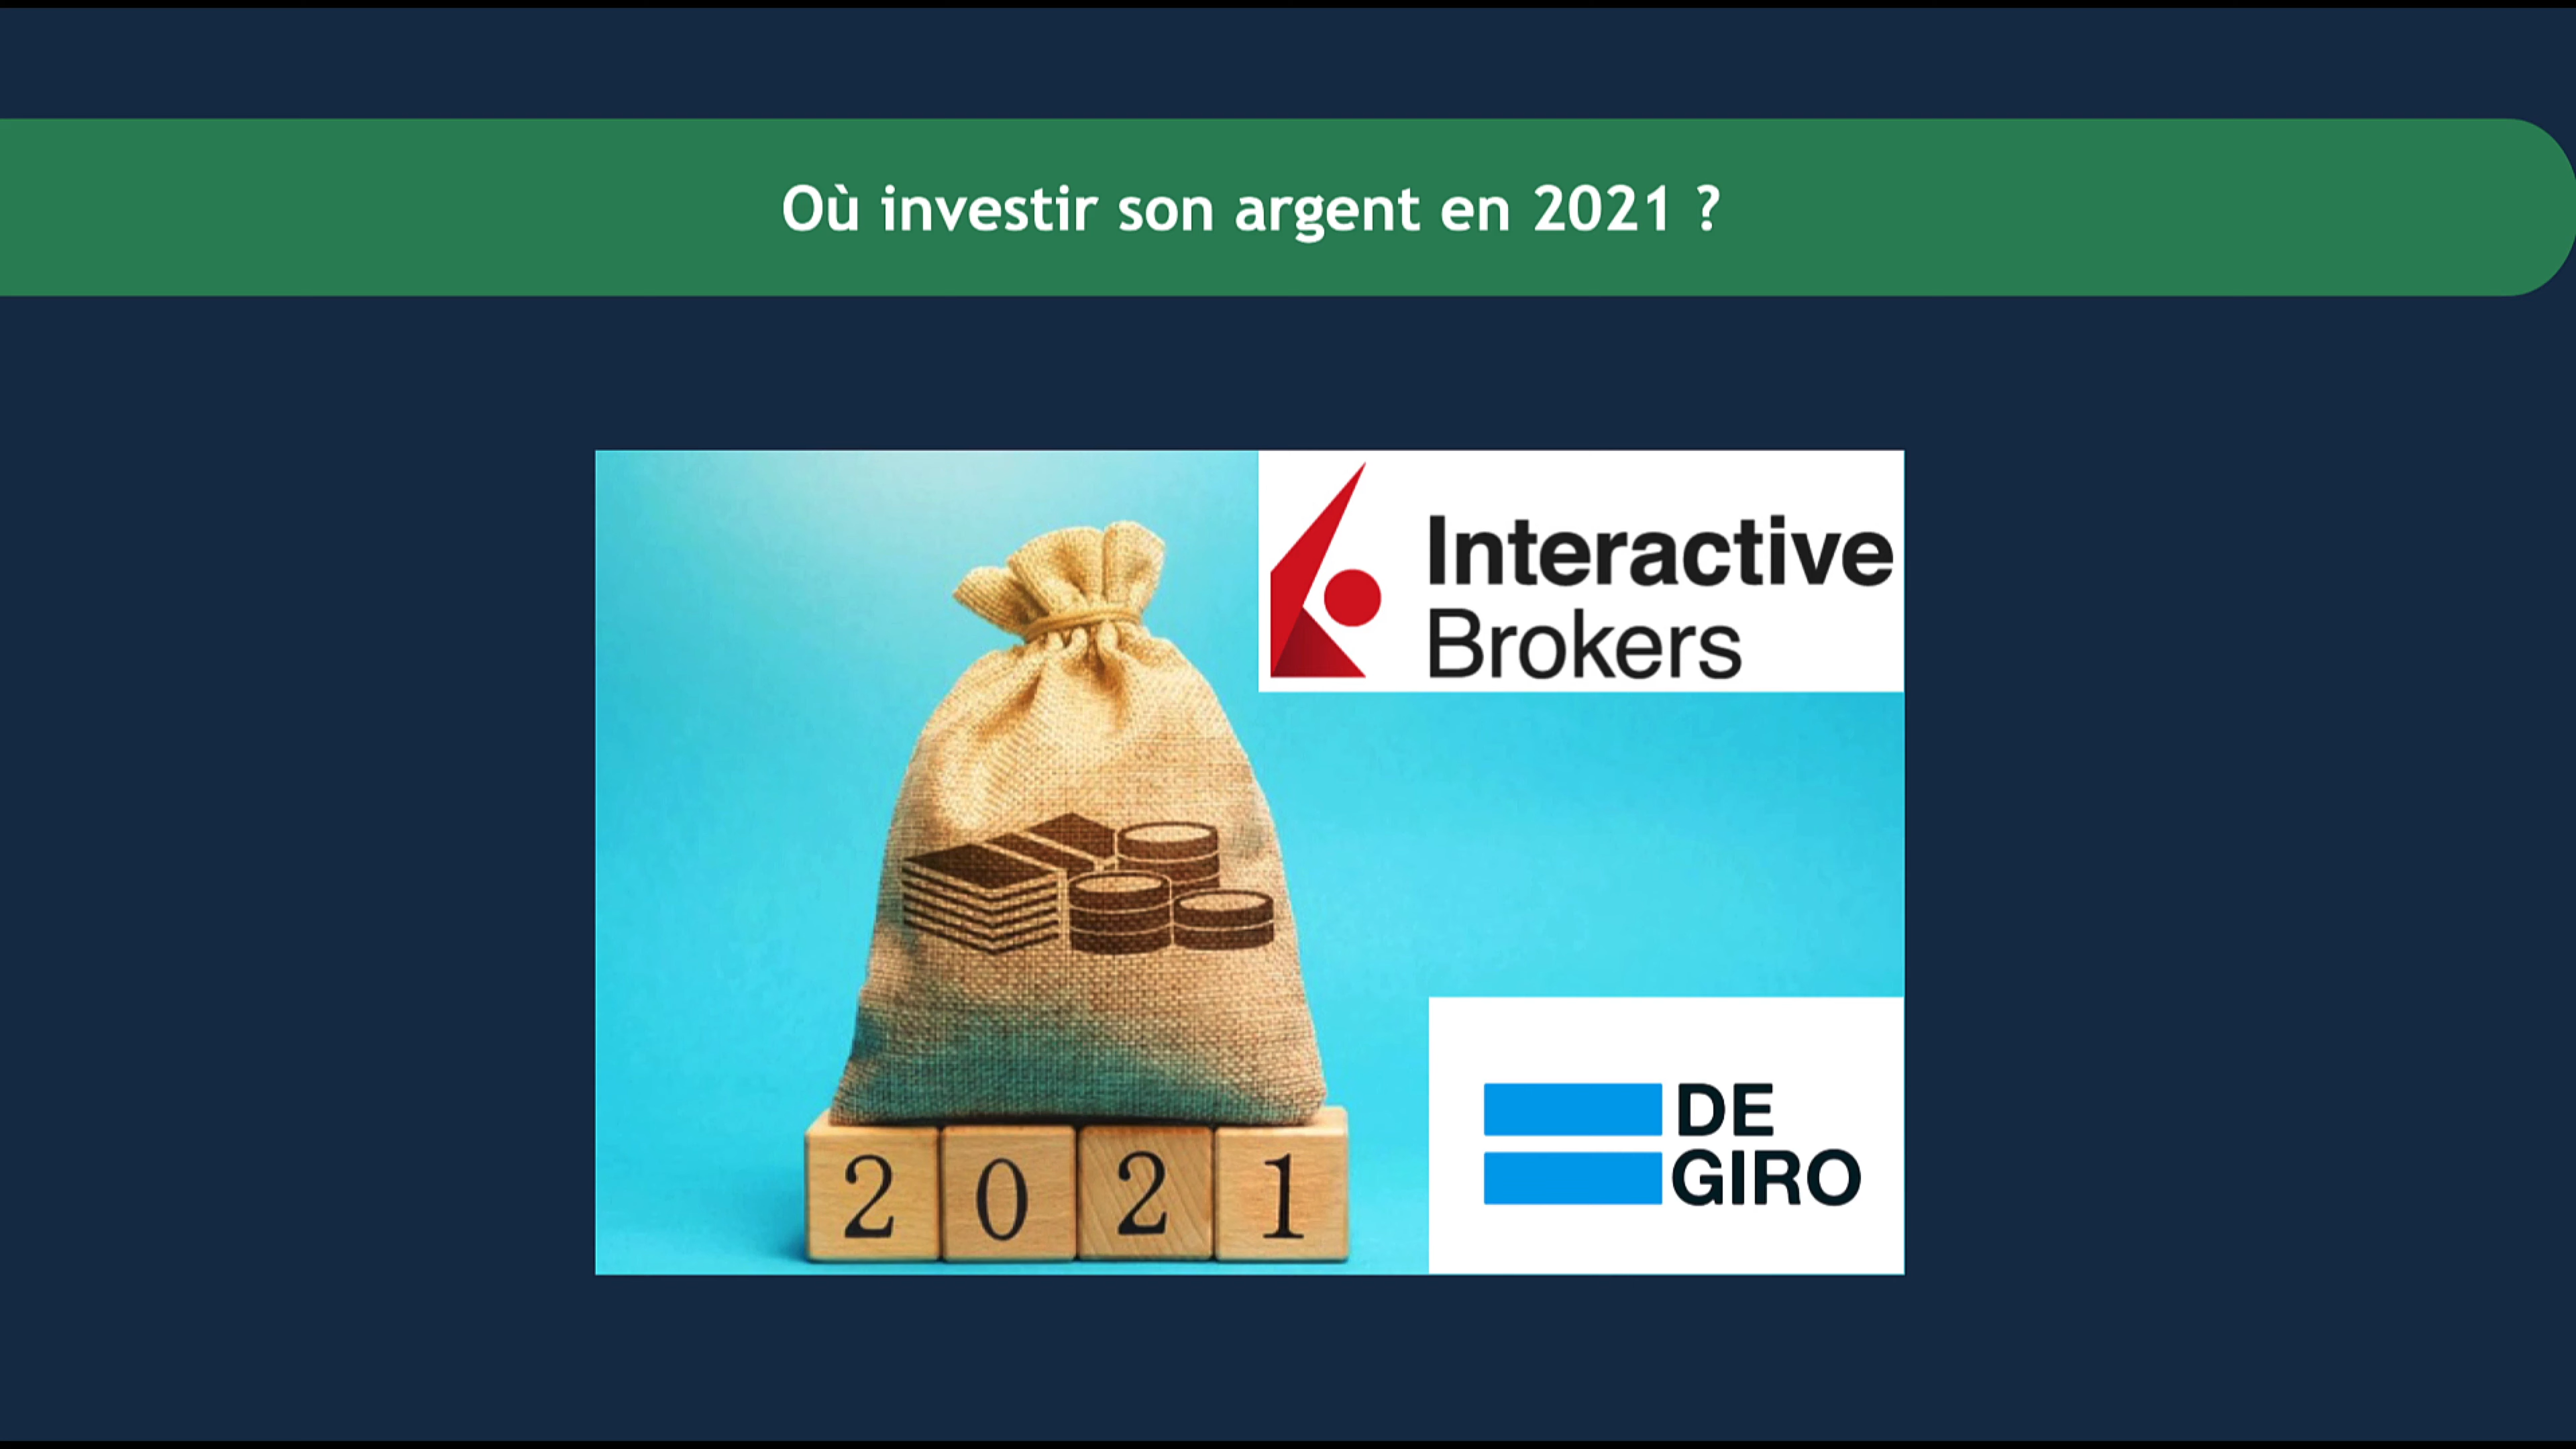 Où investir son argent en 2021 ?
Interactive
Brokers
DE
GIRO
2021